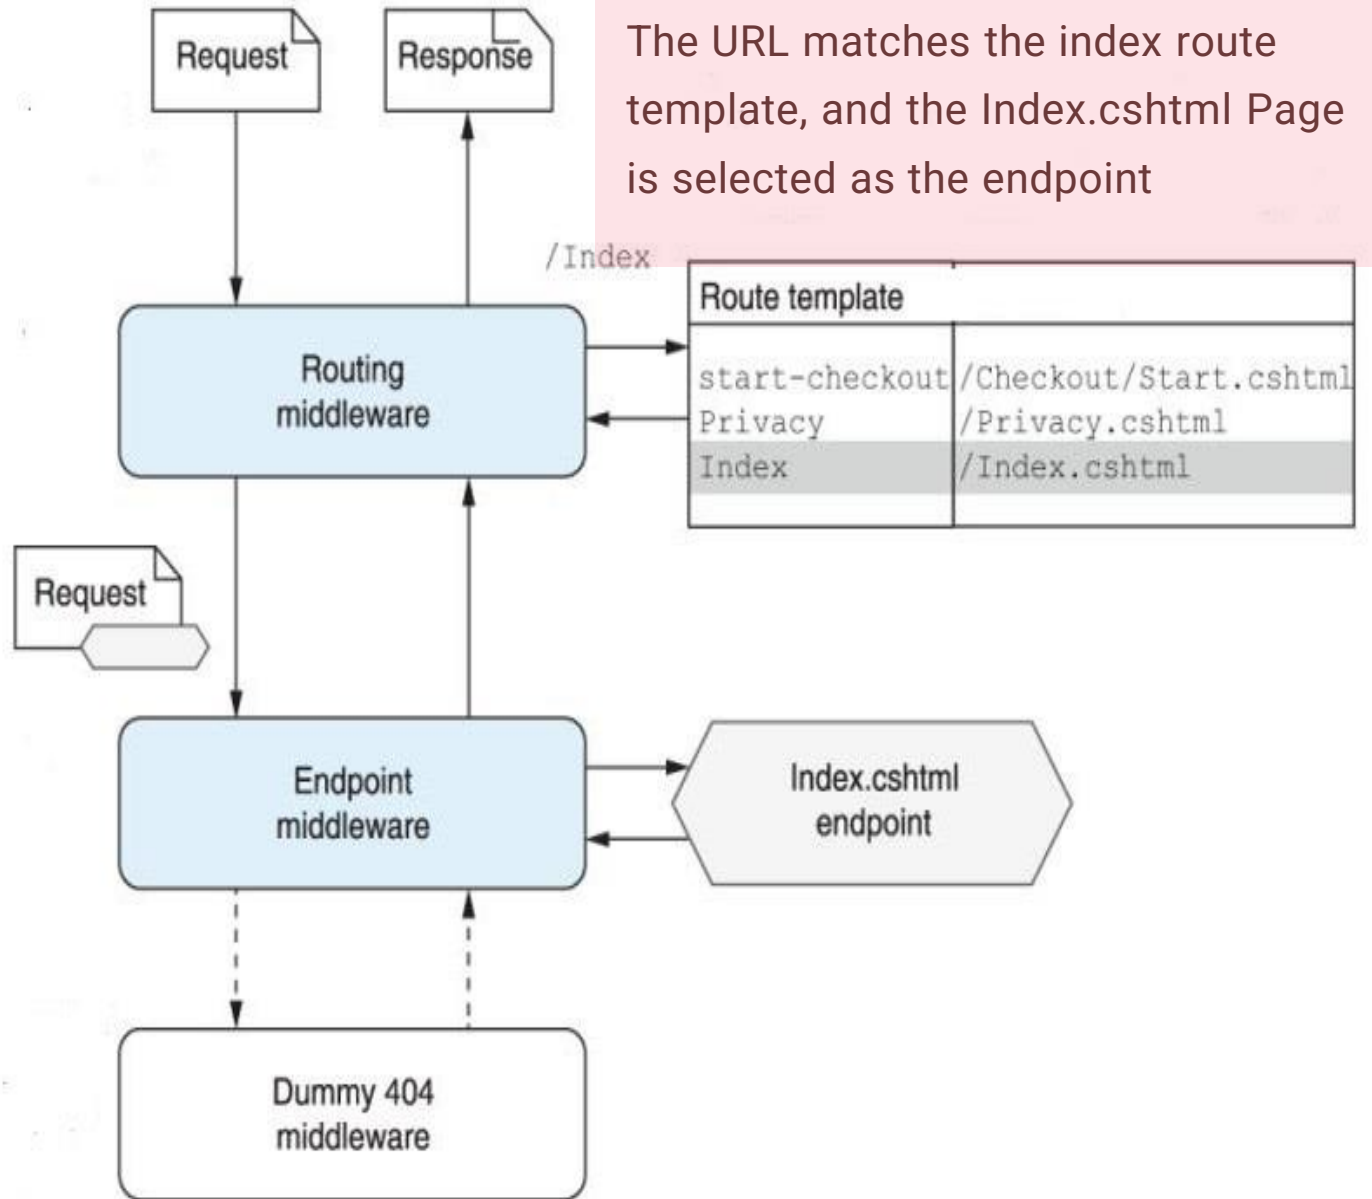 Request
Response
The URL matches the index route
template, and the Index.cshtml Page
is selected as the endpoint
/Index
Route template
Routing
middleware
start-checkout /Checkout/Start.cshtml
Privacy /Privacy.cshtml
Index /Index.cshtml
Request
Endpoint
middleware
Index.cshtml
endpoint
Dummy 404
middleware